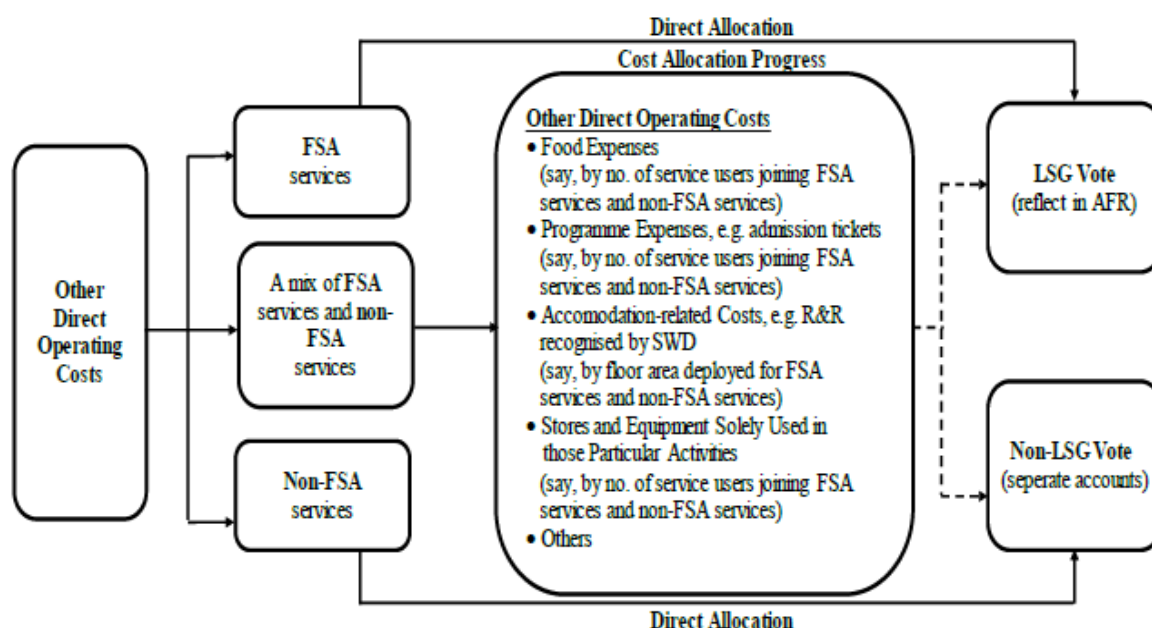 Direct Allocation
Cost Allocation Progress
Other
Direct
Operating
Costs
FSA
services
A mix of FSA
services and non-
FSA
services
Non-FSA
services
Other Direct Operating Costs
• Food Expenses
(say, by no. of service users joining FSA
services and non-FSA services)
• Programme Expenses, e.g. admission tickets
(say, by no. of service users joining FSA
services and non-FSA services)
• Accomodation-related Costs, e.g. R&R
recognised by SWD
(say, by floor area deployed for FSA
services and non-FSA services)
• Stores and Equipment Solely Used in
those Particular Activities
(say, by no. of service users joining FSA
services and non-FSA services)
• Others
LSG Vote
(reflect in AFR)
Non-LSG Vote
(seperate accounts)
Direct Allocation